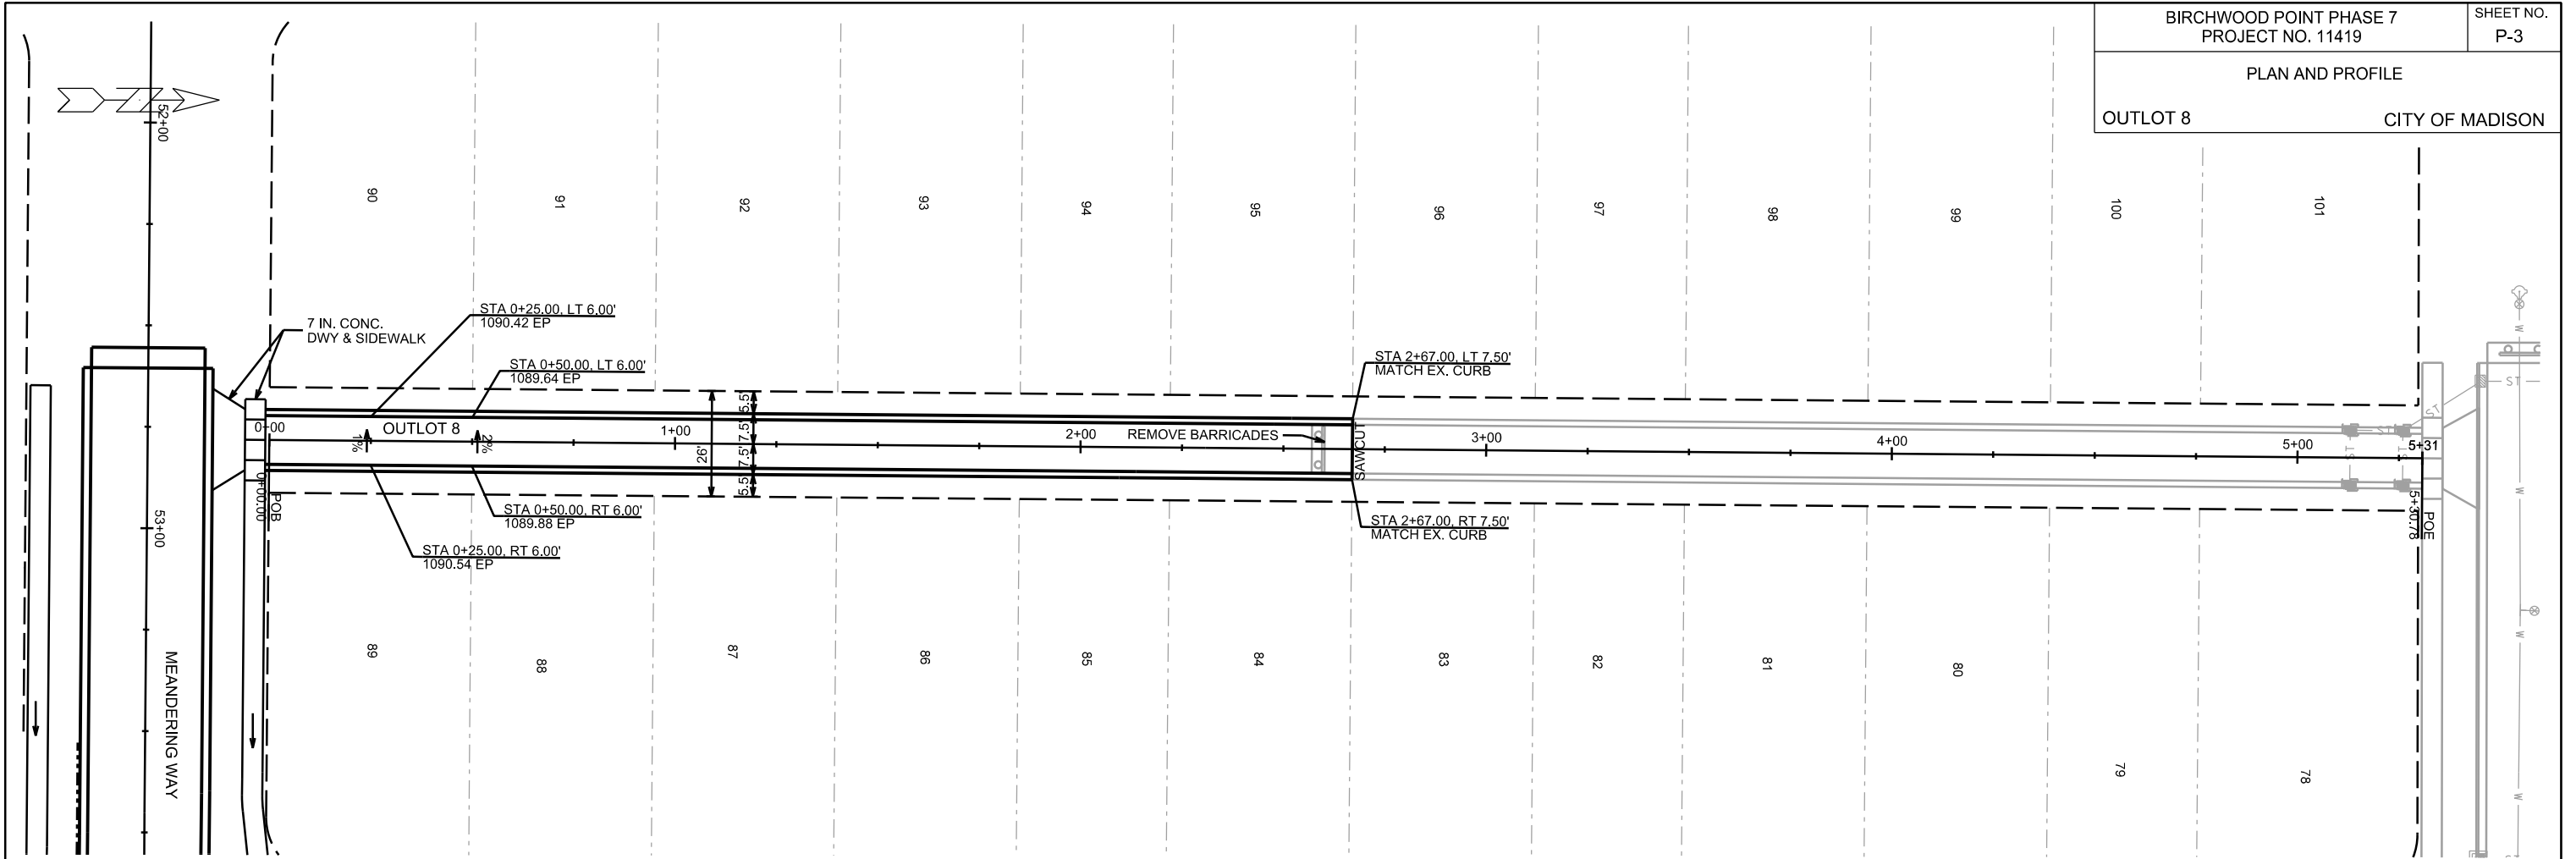 BIRCHWOOD POINT PHASE 7
PROJECT NO. 11419
SHEET NO.
P-3
PLAN AND PROFILE
OUTLOT 8
CITY OF MADISON
52+00
53+00
MEANDERING WAY
90
91
92
93
94
95
96
97
98
99
100
101
7 IN. CONC.
DWY & SIDEWALK
STA 0+25.00, LT 6.00'
1090.42 EP
STA 0+50.00, LT 6.00'
1089.64 EP
STA 2+67.00, LT 7.50'
MATCH EX. CURB
0+00
OUTLOT 8
1%
2%
1+00
26'
5.5'
7.5'
7.5'
5.5'
2+00
REMOVE BARRICADES
SAWCUT
3+00
4+00
5+00
5+31
0+00.00
POB
STA 0+50.00, RT 6.00'
1089.88 EP
STA 0+25.00, RT 6.00'
1090.54 EP
STA 2+67.00, RT 7.50'
MATCH EX. CURB
5+30.78
POE
W
ST
ST
ST
ST
ST
W
W
W
W
89
88
87
86
85
84
83
82
81
80
79
78